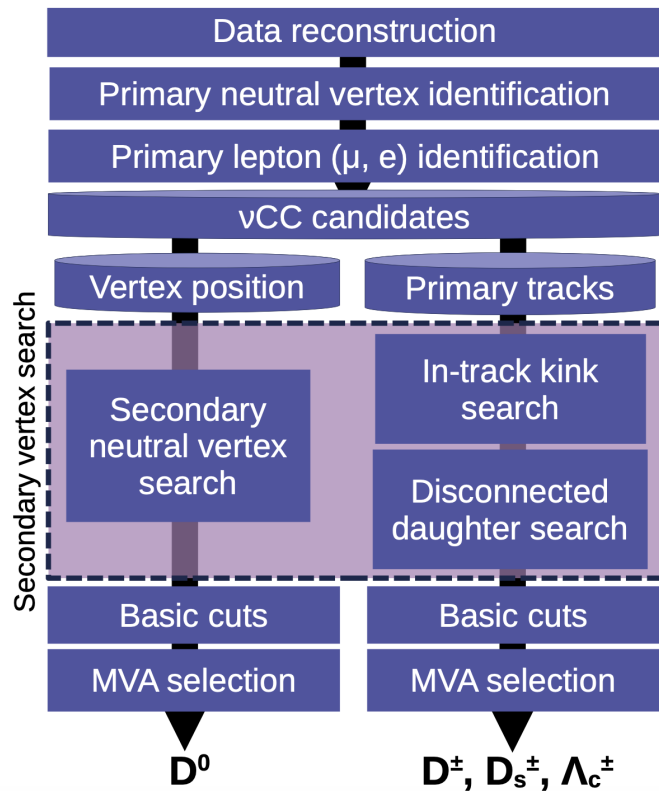 Data reconstruction
Primary neutral vertex identification
Primary lepton (μ, e) identification
νCC candidates
Vertex position
Primary tracks
Secondary vertex search
Secondary
neutral vertex
search
In-track kink
search
Disconnected
daughter search
Basic cuts
Basic cuts
MVA selection
MVA selection
D⁰
D±, Dₛ±, Λc±